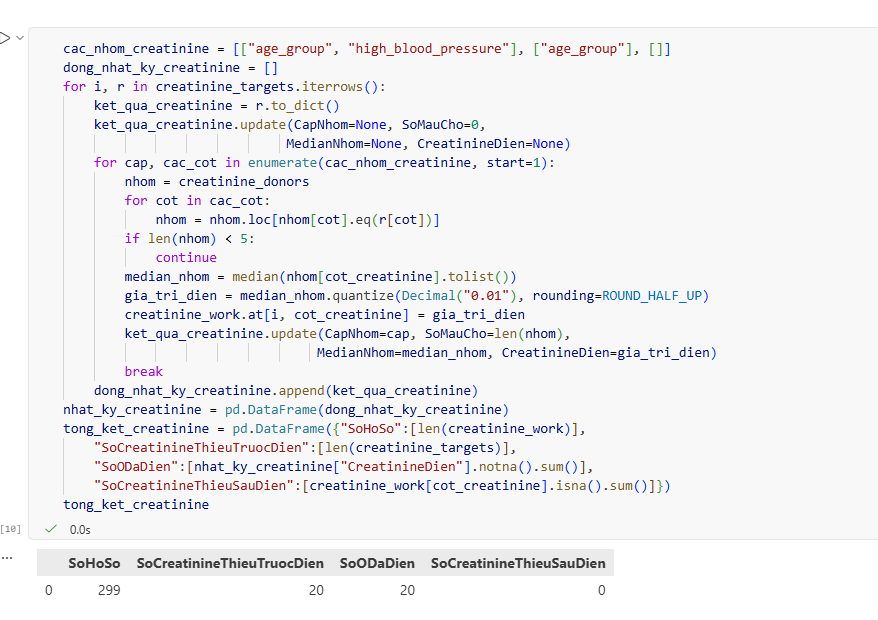 cac_nhom_creatinine = [["age_group", "high_blood_pressure"], ["age_group"], []]
dong_nhat_ky_creatinine = []
for i, r in creatinine_targets.iterrows():
    ket_qua_creatinine = r.to_dict()
    ket_qua_creatinine.update(CapNhom=None, SoMauCho=0,
                              MedianNhom=None, CreatinineDien=None)
    for cap, cac_cot in enumerate(cac_nhom_creatinine, start=1):
        nhom = creatinine_donors
        for cot in cac_cot:
            nhom = nhom.loc[nhom[cot].eq(r[cot])]
        if len(nhom) < 5:
            continue
        median_nhom = median(nhom[cot_creatinine].tolist())
        gia_tri_dien = median_nhom.quantize(Decimal("0.01"), rounding=ROUND_HALF_UP)
        creatinine_work.at[i, cot_creatinine] = gia_tri_dien
        ket_qua_creatinine.update(CapNhom=cap, SoMauCho=len(nhom),
                                  MedianNhom=median_nhom, CreatinineDien=gia_tri_dien)
        break
    dong_nhat_ky_creatinine.append(ket_qua_creatinine)
nhat_ky_creatinine = pd.DataFrame(dong_nhat_ky_creatinine)
tong_ket_creatinine = pd.DataFrame({"SoHoSo":[len(creatinine_work)],
    "SoCreatinineThieuTruocDien":[len(creatinine_targets)],
    "SoODaDien":[nhat_ky_creatinine["CreatinineDien"].notna().sum()],
    "SoCreatinineThieuSauDien":[creatinine_work[cot_creatinine].isna().sum()]})
tong_ket_creatinine
[10] ✓ 0.0s
...
SoHoSo SoCreatinineThieuTruocDien SoODaDien SoCreatinineThieuSauDien
0 299 20 20 0